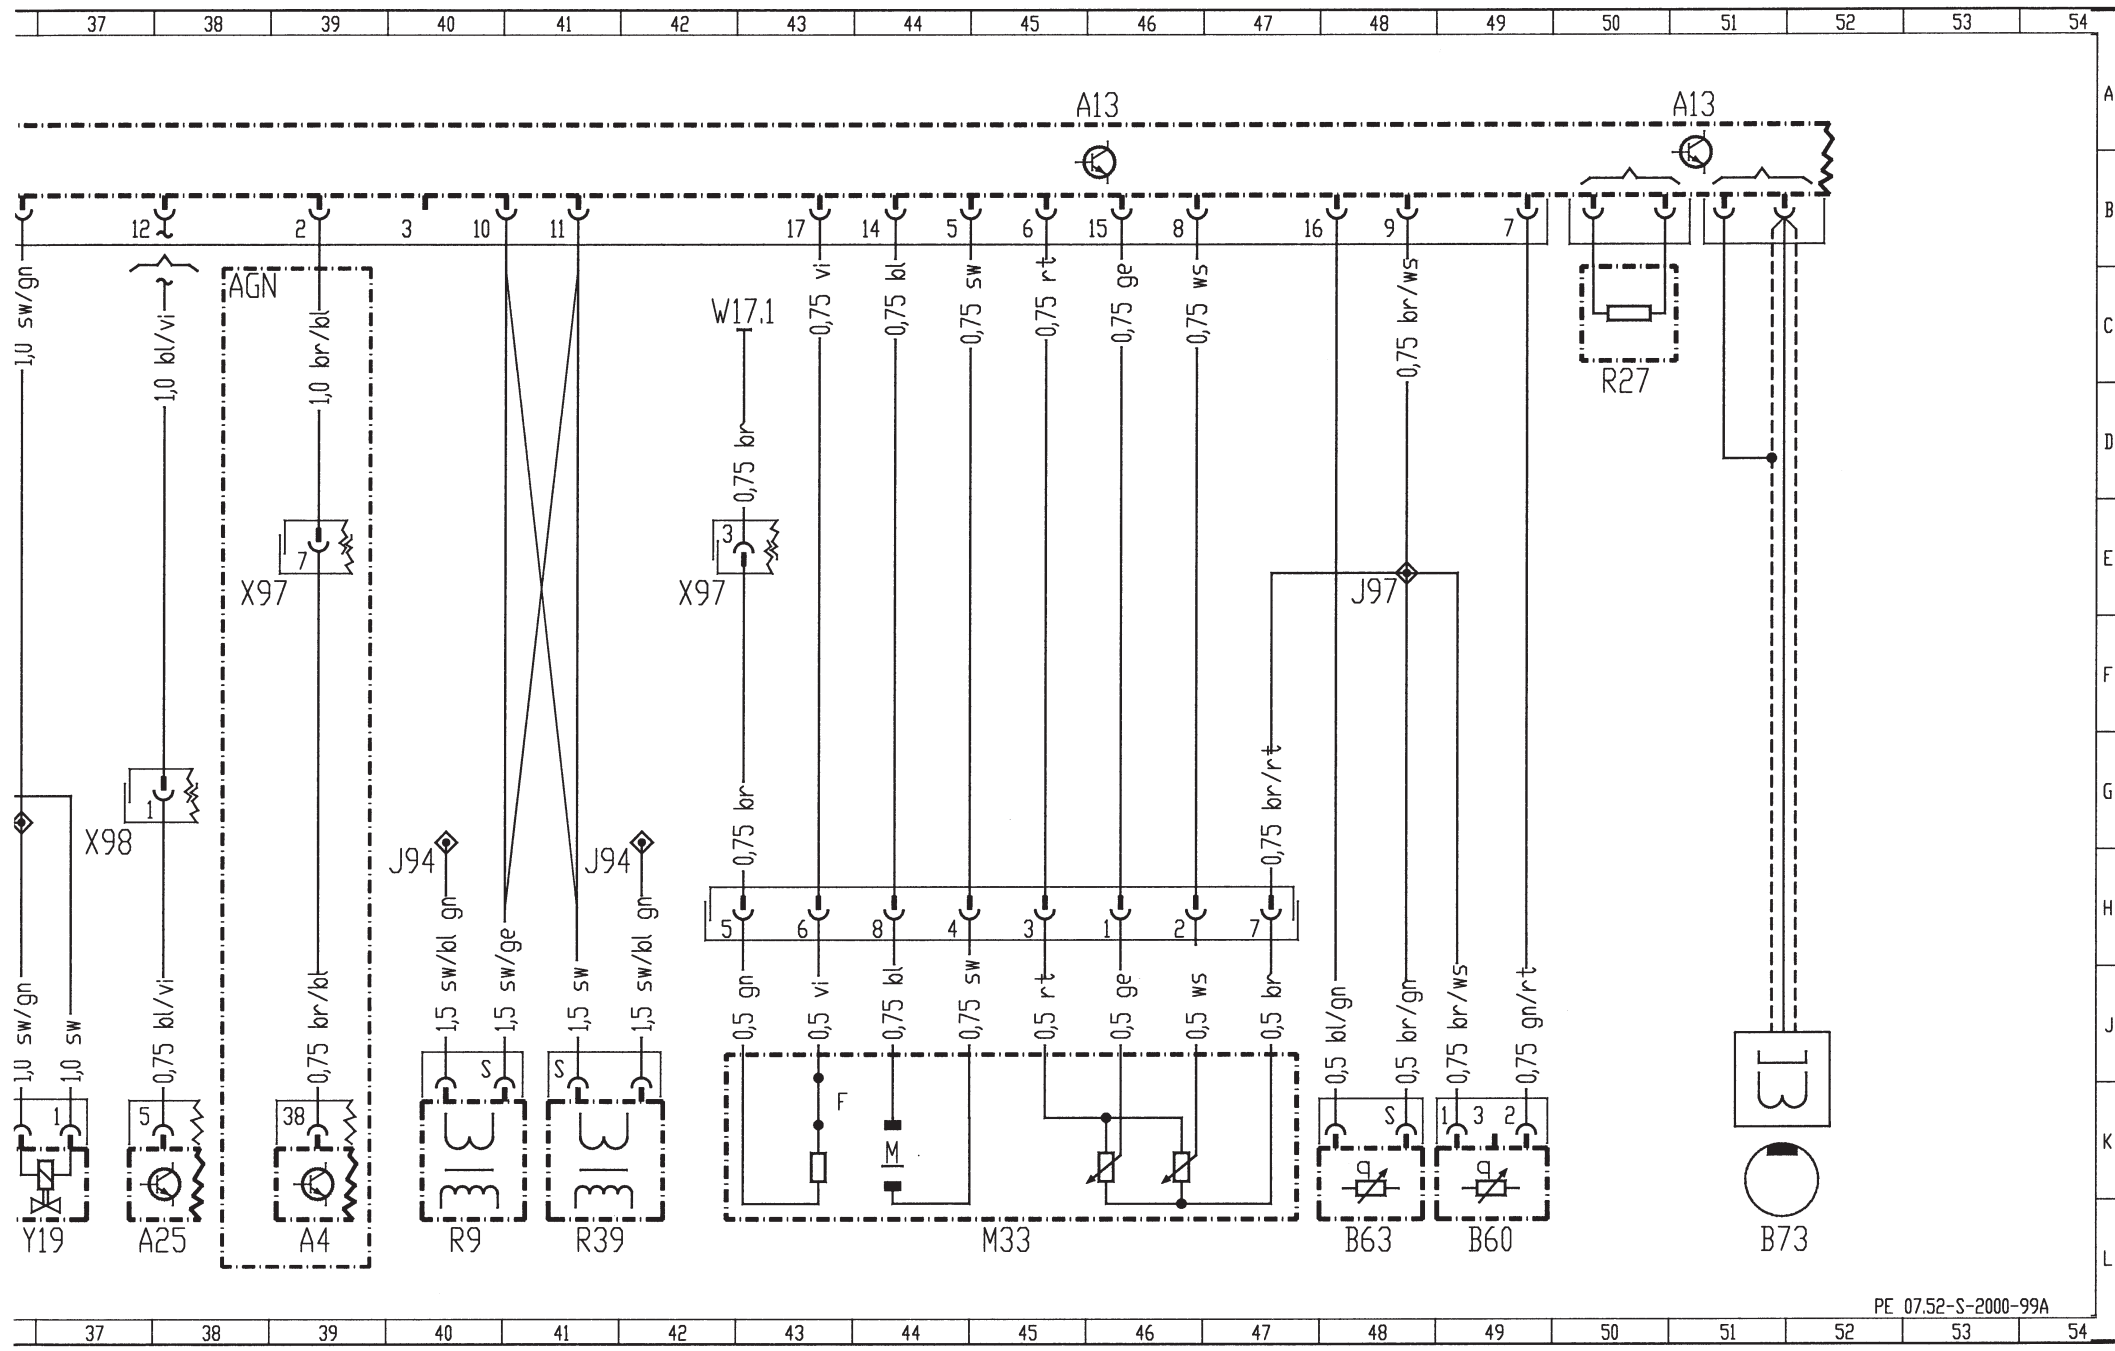 37 38 39 40 41 42 43 44 45 46 47 48 49 50 51 52 53 54
A
A13 A13
B
12 2 3 10 11 17 14 5 6 15 8 16 9 7
AGN
1,0 sw/gn
1,0 bl/vi
1,0 br/bl
W17.1
0,75 vi
0,75 bl
0,75 sw
0,75 rt
0,75 ge
0,75 ws
0,75 br/ws
C
R27
D
0,75 br
3
7
E
X97 X97 J97
F
0,75 br
0,75 br/rt
1
G
X98 J94 J94
H
5 6 8 4 3 1 2 7
1,5 sw/bl gn
1,5 sw/ge
1,5 sw
1,5 sw/bl gn
1,0 sw/gn
1,0 sw
0,75 bl/vi
0,75 br/bl
0,5 gn
0,5 vi
0,75 bl
0,75 sw
0,5 rt
0,5 ge
0,5 ws
0,5 br
0,5 bl/gn
0,5 br/gn
0,75 br/ws
0,75 gn/rt
J
S S
F
1 5 38 S 1 3 2
K
M
q q
Y19 A25 A4 R9 R39 M33 B63 B60 B73
L
PE 07.52-S-2000-99A
37 38 39 40 41 42 43 44 45 46 47 48 49 50 51 52 53 54